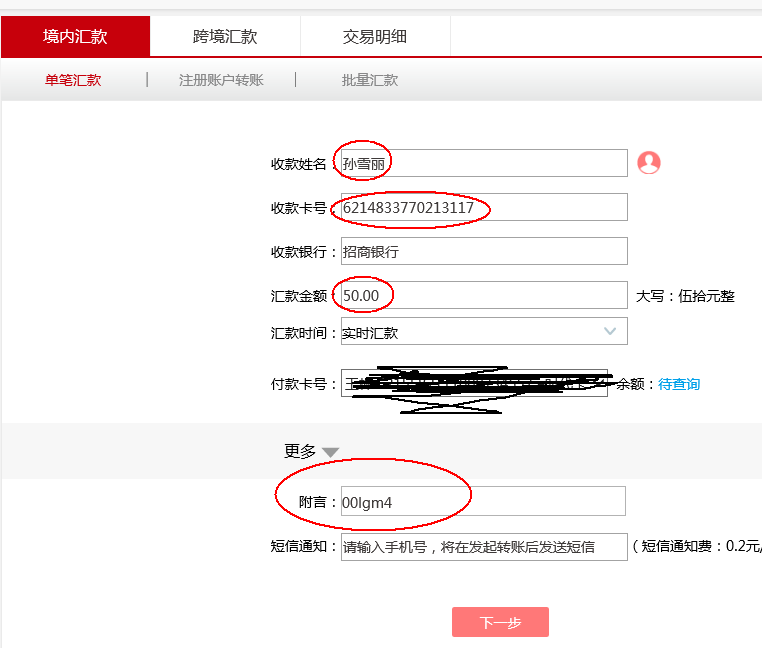 境内汇款 跨境汇款 交易明细
单笔汇款 | 注册账户转账 | 批量汇款
收款姓名：孙雪丽
收款卡号：6214833770213117
收款银行：招商银行
汇款金额：50.00 大写：伍拾元整
汇款时间：实时汇款
付款卡号： 余额：待查询
更多
附言：00lgm4
短信通知：请输入手机号，将在发起转账后发送短信 （短信通知费：0.2元/
下一步